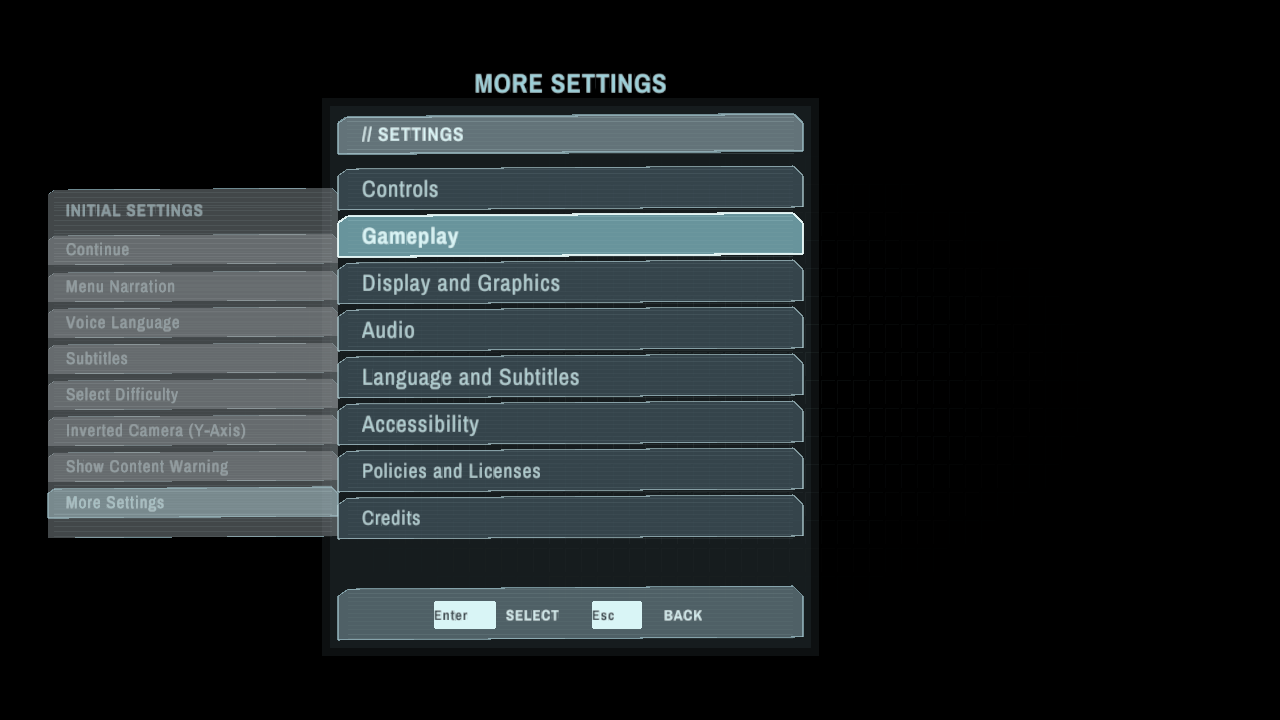 MORE SETTINGS
// SETTINGS
Controls
Gameplay
Display and Graphics
Audio
Language and Subtitles
Accessibility
Policies and Licenses
Credits
Enter SELECT Esc BACK
INITIAL SETTINGS
Continue
Menu Narration
Voice Language
Subtitles
Select Difficulty
Inverted Camera (Y-Axis)
Show Content Warning
More Settings